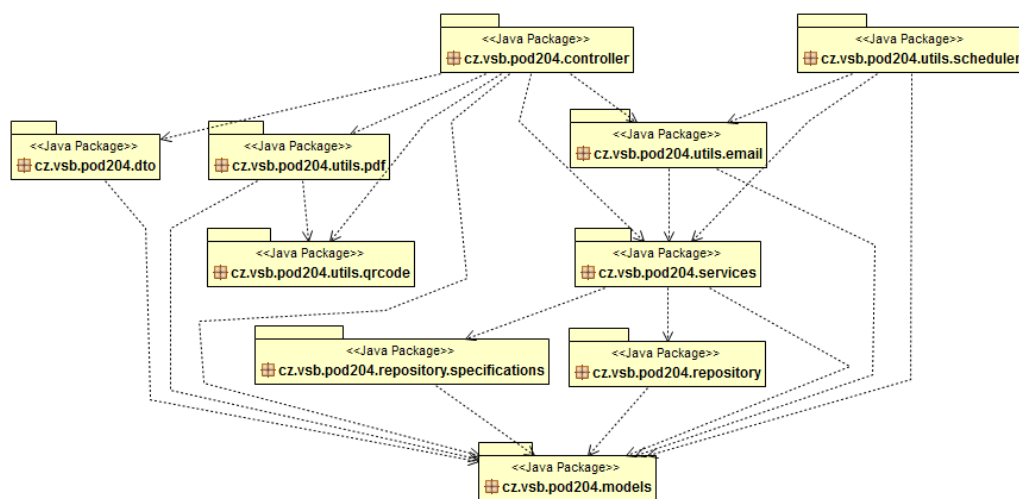 <<Java Package>>
cz.vsb.pod204.controller
<<Java Package>>
cz.vsb.pod204.utils.scheduler
<<Java Package>>
cz.vsb.pod204.dto
<<Java Package>>
cz.vsb.pod204.utils.pdf
<<Java Package>>
cz.vsb.pod204.utils.email
<<Java Package>>
cz.vsb.pod204.utils.qrcode
<<Java Package>>
cz.vsb.pod204.services
<<Java Package>>
cz.vsb.pod204.repository.specifications
<<Java Package>>
cz.vsb.pod204.repository
<<Java Package>>
cz.vsb.pod204.models